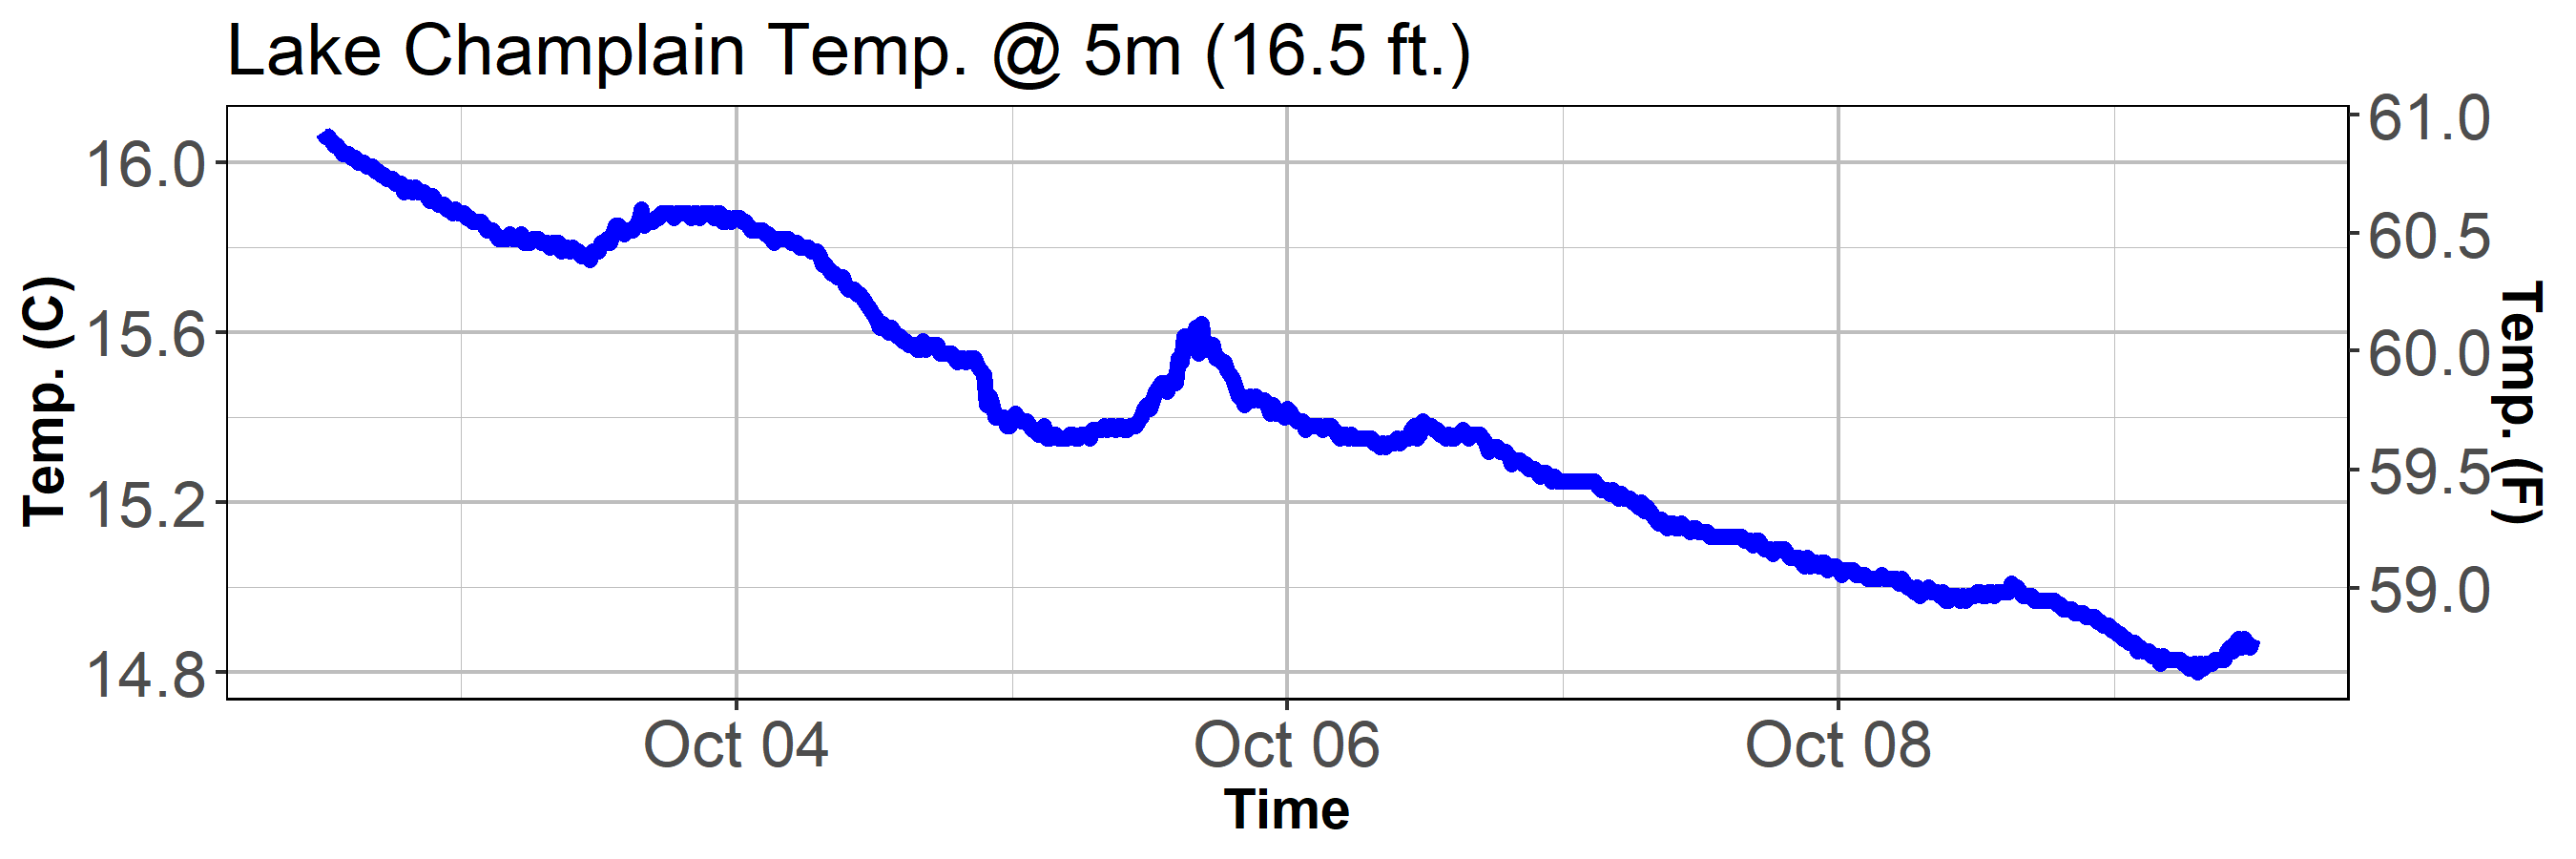 Lake Champlain Temp. @ 5m (16.5 ft.)
Temp. (C)
16.0
15.6
15.2
14.8
61.0
60.5
60.0
59.5
59.0
Temp. (F)
Oct 04
Oct 06
Oct 08
Time